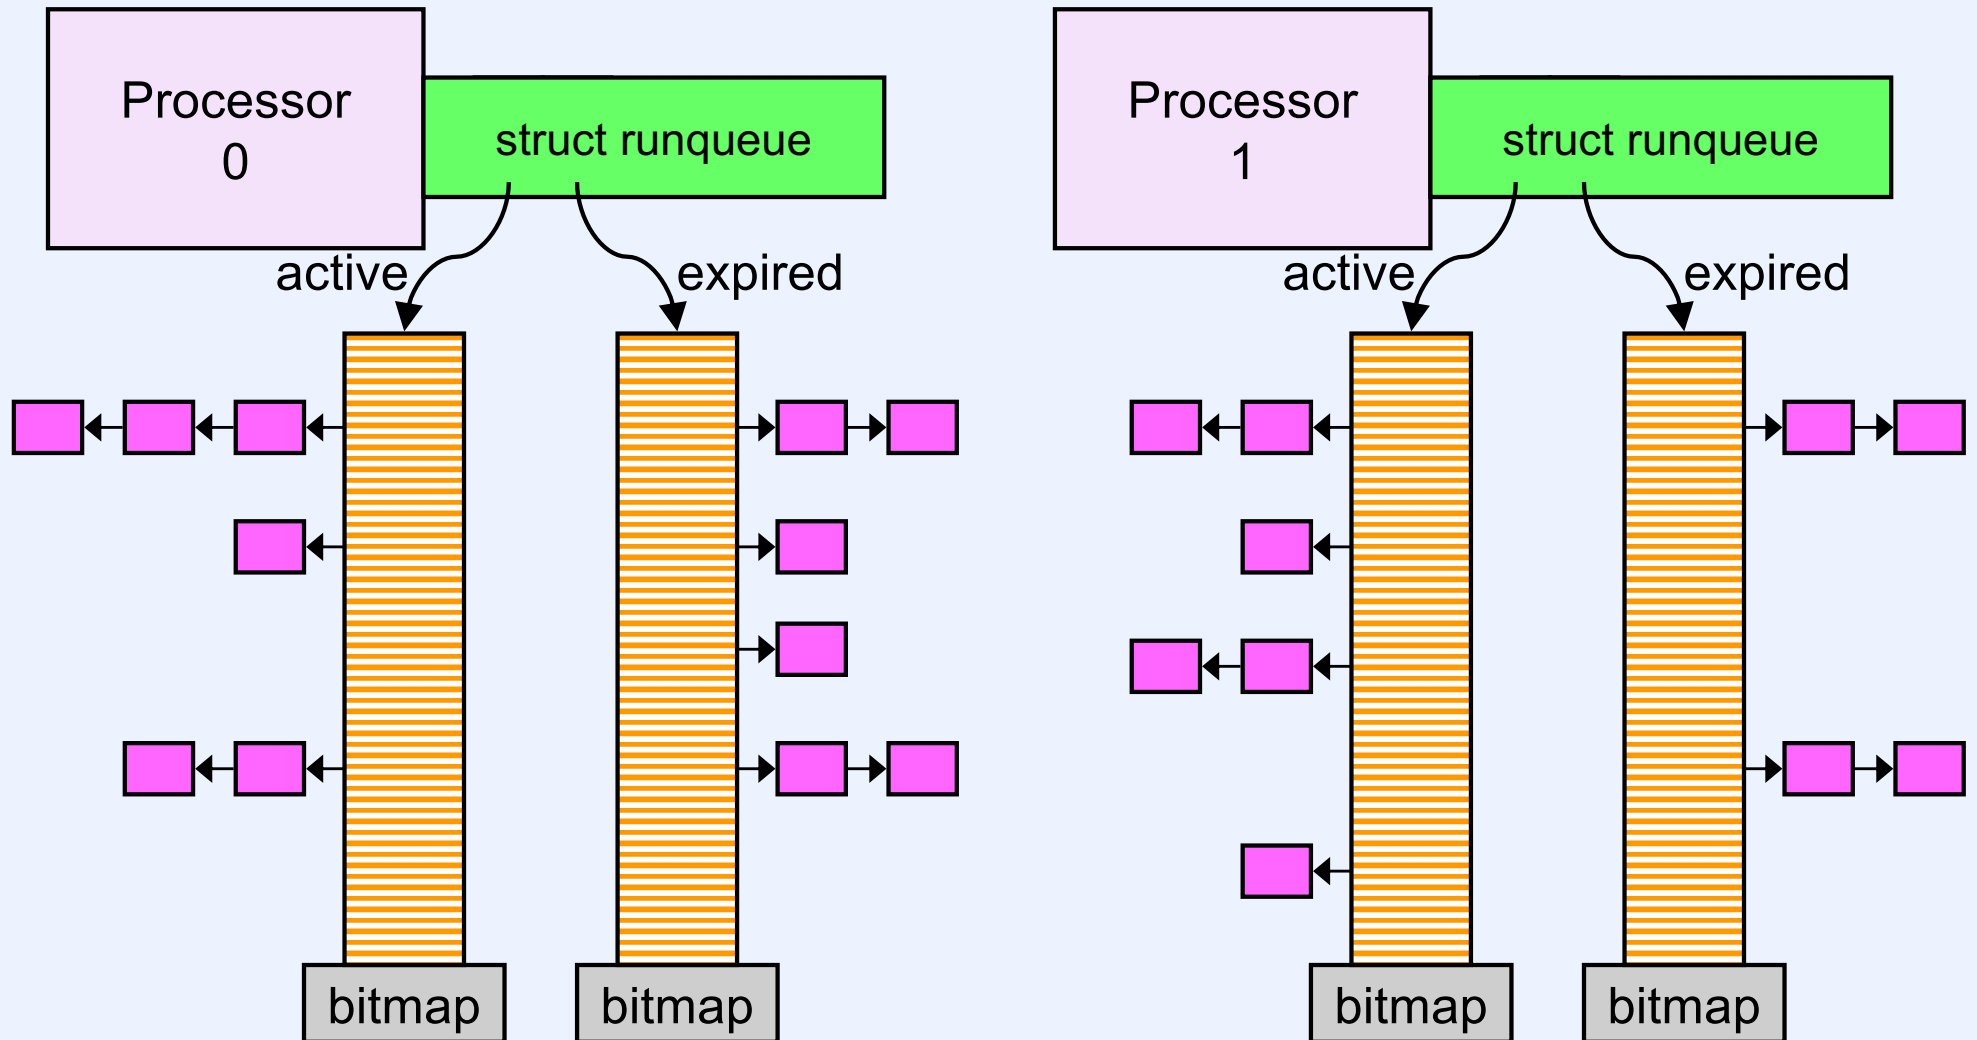 Processor
0
struct runqueue
active
expired
bitmap
bitmap
Processor
1
struct runqueue
active
expired
bitmap
bitmap